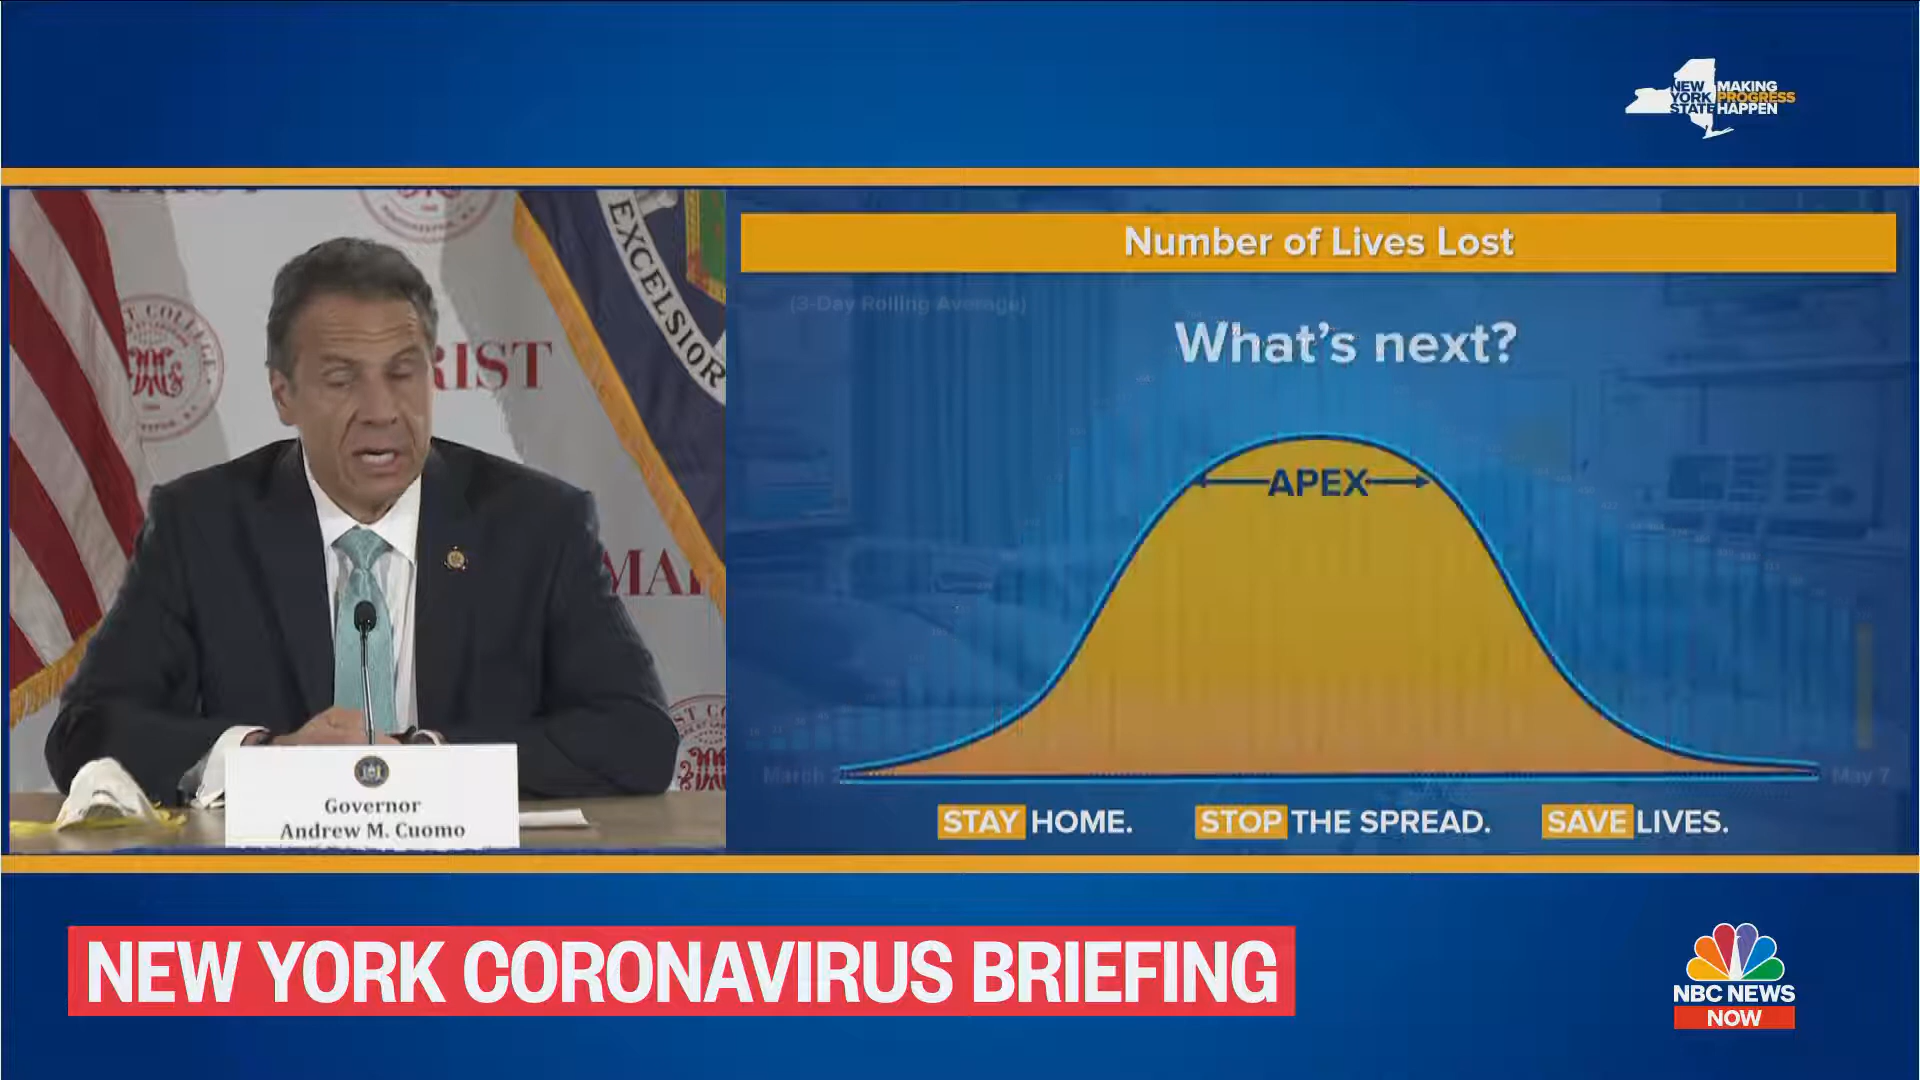 NEW YORK STATE
MAKING PROGRESS HAPPEN
EXCELSIOR
RIST
MA
Number of Lives Lost
(3-Day Rolling Average)
What's next?
APEX
March
May 7
STAY HOME. STOP THE SPREAD. SAVE LIVES.
Governor
Andrew M. Cuomo
NEW YORK CORONAVIRUS BRIEFING
NBC NEWS
NOW